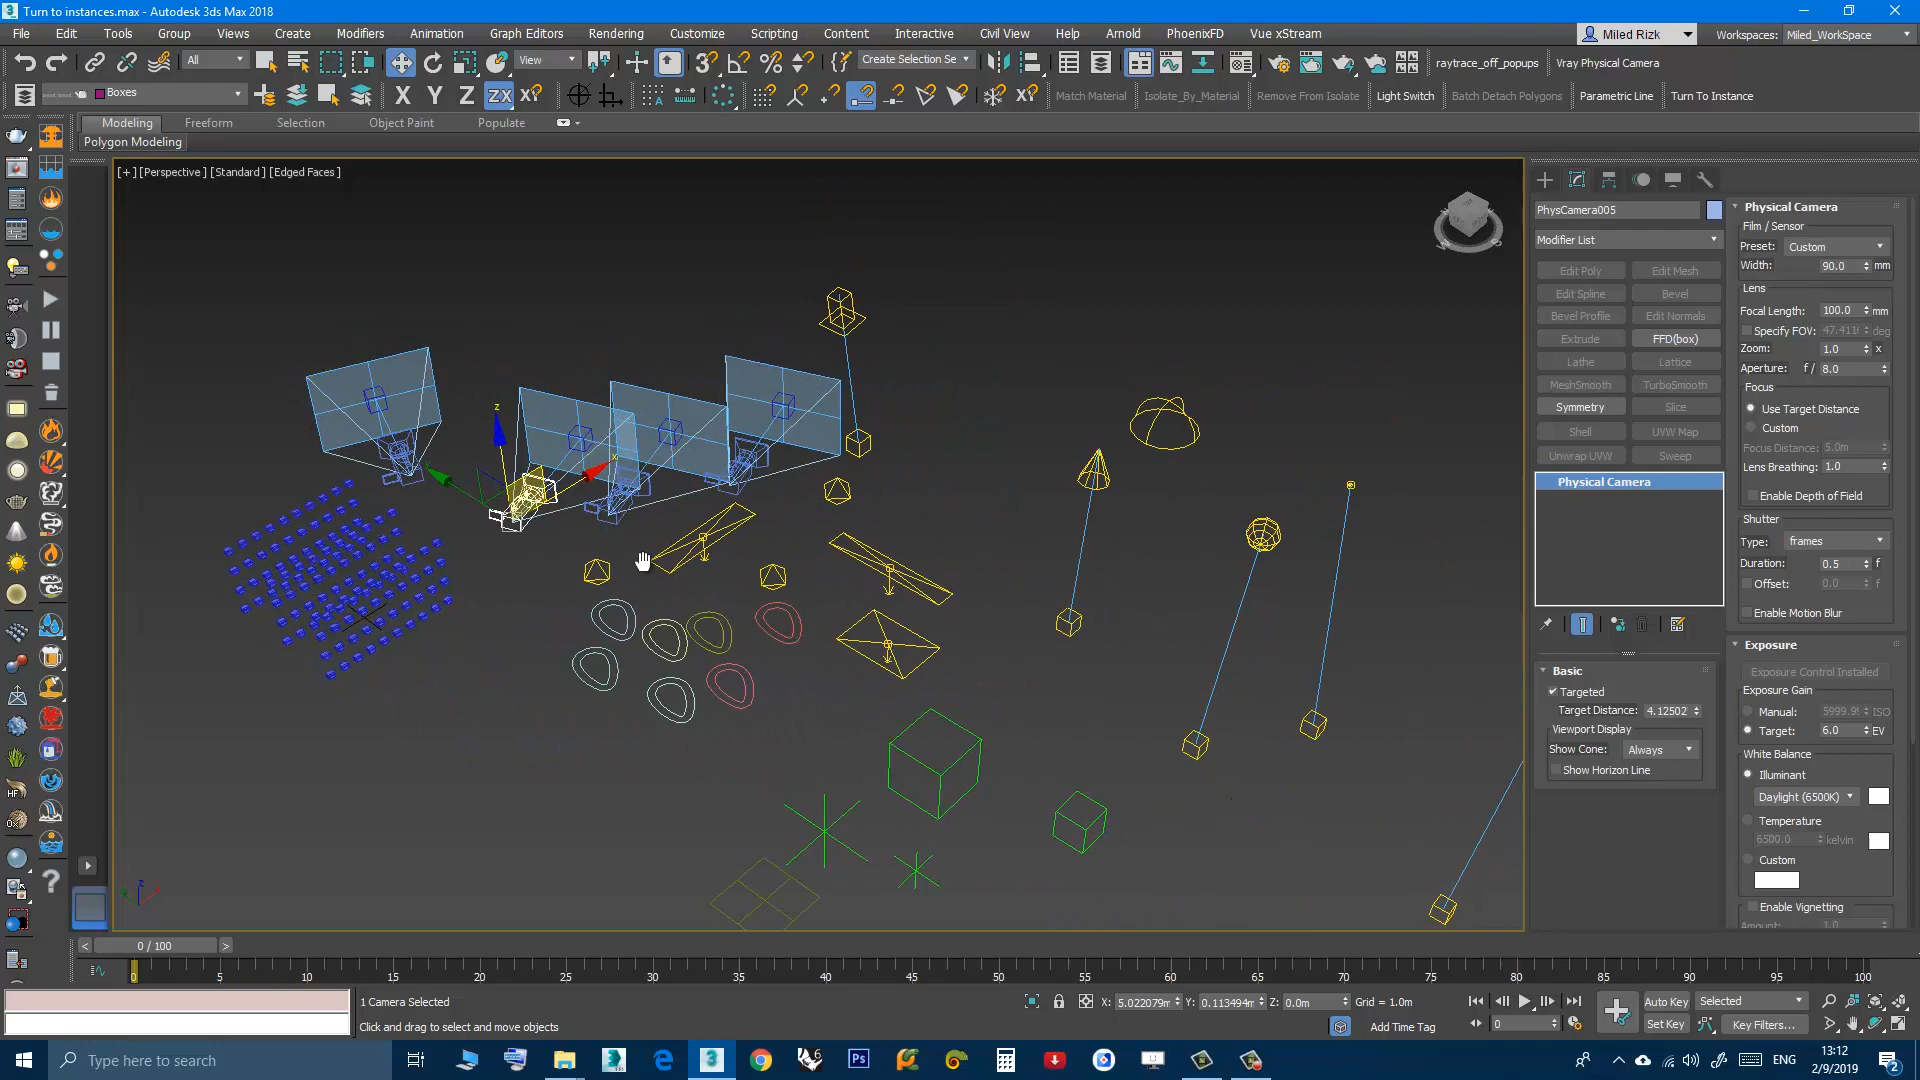 Turn to instances.max - Autodesk 3ds Max 2018
File Edit Tools Group Views Create Modifiers Animation Graph Editors Rendering Customize Scripting Content Interactive Civil View Help Arnold PhoenixFD Vue xStream Miled Rizk Workspaces: Miled_WorkSpace
All View Create Selection Se raytrace_off_popups Vray Physical Camera
Boxes X Y Z ZX XY Match Material Isolate_By_Material Remove From Isolate Light Switch Batch Detach Polygons Parametric Line Turn To Instance
Modeling Freeform Selection Object Paint Populate
Polygon Modeling
[+] [Perspective ] [Standard ] [Edged Faces ]
PhysCamera005
Modifier List
Edit Poly Edit Mesh
Edit Spline Bevel
Bevel Profile Edit Normals
Extrude FFD(box)
Lathe Lattice
MeshSmooth TurboSmooth
Symmetry Slice
Shell UVW Map
Unwrap UVW Sweep
Physical Camera
Basic
Targeted
Target Distance: 4.12502
Viewport Display
Show Cone: Always
Show Horizon Line
Physical Camera
Film / Sensor
Preset: Custom
Width: 90.0 mm
Lens
Focal Length: 100.0 mm
Specify FOV: deg
Zoom: 1.0 x
Aperture: f / 8.0
Focus
Use Target Distance
Custom
Focus Distance: 5.0m
Lens Breathing: 1.0
Enable Depth of Field
Shutter
Type: frames
Duration: 0.5 f
Offset: 0.0 f
Enable Motion Blur
Exposure
Exposure Control Installed
Exposure Gain
Manual: ISO
Target: 6.0 EV
White Balance
Illuminant
Daylight (6500K)
Temperature
6500.0 kelvin
Custom
Enable Vignetting
Amount: 1.0
< 0 / 100 >
0 5 10 15 20 25 30 35 40 45 50 55 60 65 70 75 80 85 90 95 100
1 Camera Selected X: 5.022079m Y: 0.113494m Z: 0.0m Grid = 1.0m Auto Key Selected
Click and drag to select and move objects Add Time Tag 0 Set Key Key Filters...
Type here to search
ENG
13:12
2/9/2019
2